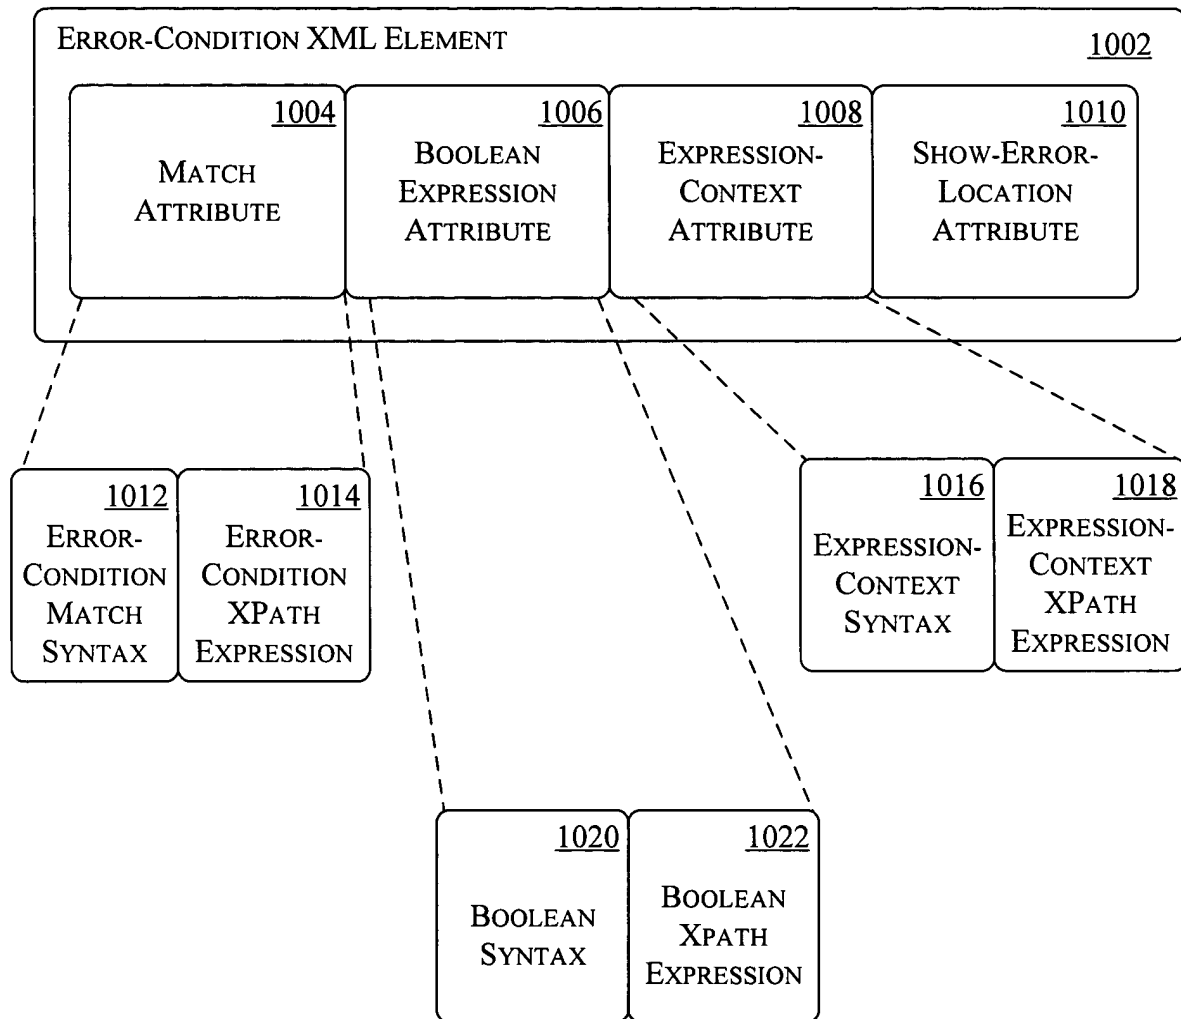 ERROR-CONDITION XML ELEMENT
1002
1004
MATCH
ATTRIBUTE
1006
BOOLEAN
EXPRESSION
ATTRIBUTE
1008
EXPRESSION-
CONTEXT
ATTRIBUTE
1010
SHOW-ERROR-
LOCATION
ATTRIBUTE
1012
ERROR-
CONDITION
MATCH
SYNTAX
1014
ERROR-
CONDITION
XPATH
EXPRESSION
1016
EXPRESSION-
CONTEXT
SYNTAX
1018
EXPRESSION-
CONTEXT
XPATH
EXPRESSION
1020
BOOLEAN
SYNTAX
1022
BOOLEAN
XPATH
EXPRESSION